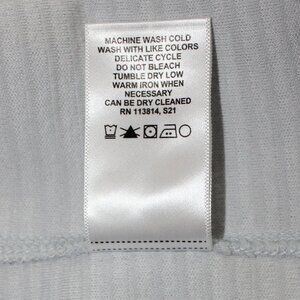 MACHINE WASH COLD
WASH WITH LIKE COLORS
DELICATE CYCLE
DO NOT BLEACH
TUMBLE DRY LOW
WARM IRON WHEN
NECESSARY
CAN BE DRY CLEANED
RN 113814, S21